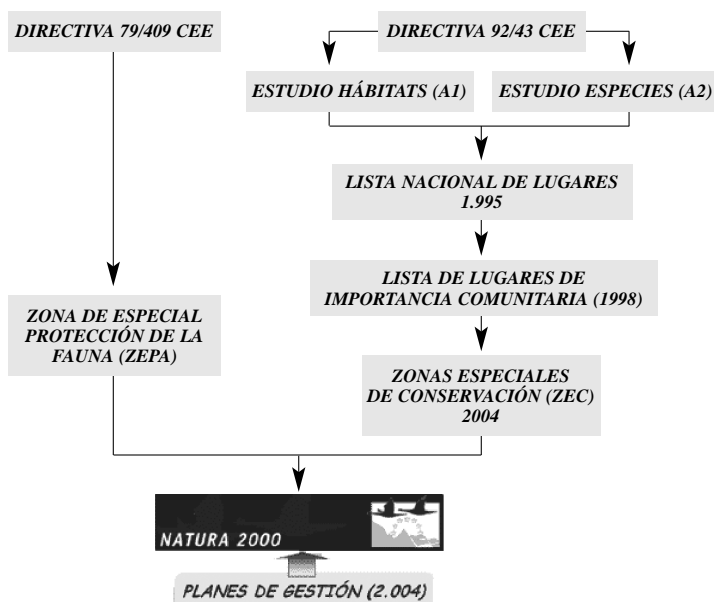 DIRECTIVA 79/409 CEE
DIRECTIVA 92/43 CEE
ESTUDIO HÁBITATS (A1)
ESTUDIO ESPECIES (A2)
LISTA NACIONAL DE LUGARES
1.995
LISTA DE LUGARES DE
IMPORTANCIA COMUNITARIA (1998)
ZONA DE ESPECIAL
PROTECCIÓN DE LA
FAUNA (ZEPA)
ZONAS ESPECIALES
DE CONSERVACIÓN (ZEC)
2004
NATURA 2000
PLANES DE GESTIÓN (2.004)